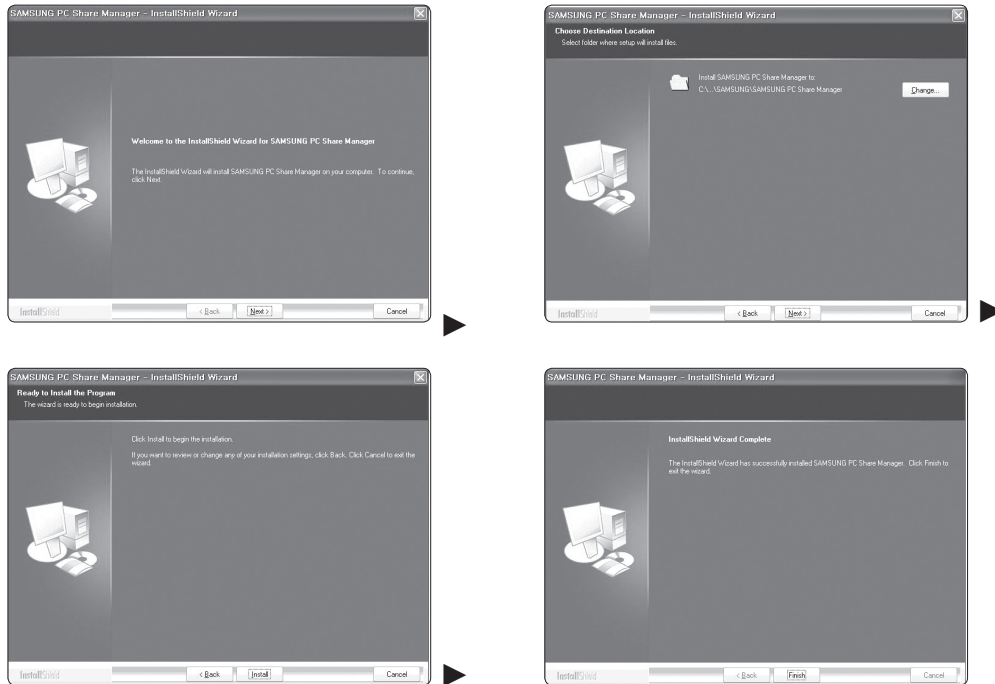 SAMSUNG PC Share Manager – InstallShield Wizard
Welcome to the InstallShield Wizard for SAMSUNG PC Share Manager
The InstallShield Wizard will install SAMSUNG PC Share Manager on your computer. To continue,
click Next.
InstallShield
< Back
Next >
Cancel
SAMSUNG PC Share Manager – InstallShield Wizard
Choose Destination Location
Select folder where setup will install files.
Install SAMSUNG PC Share Manager to:
C:\...\SAMSUNG\SAMSUNG PC Share Manager
Change...
InstallShield
< Back
Next >
Cancel
SAMSUNG PC Share Manager – InstallShield Wizard
Ready to Install the Program
The wizard is ready to begin installation.
Click Install to begin the installation.
If you want to review or change any of your installation settings, click Back. Click Cancel to exit the
wizard.
InstallShield
< Back
Install
Cancel
SAMSUNG PC Share Manager – InstallShield Wizard
InstallShield Wizard Complete
The InstallShield Wizard has successfully installed SAMSUNG PC Share Manager. Click Finish to
exit the wizard.
InstallShield
< Back
Finish
Cancel